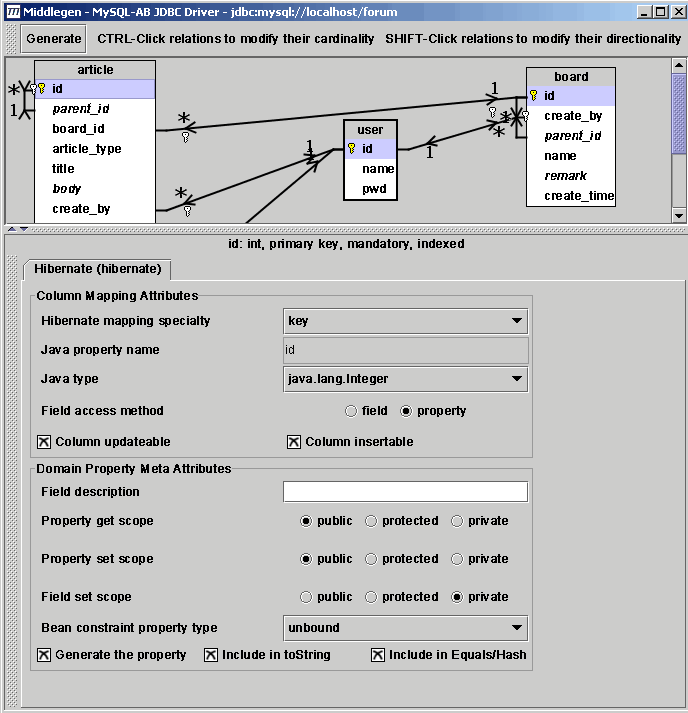 Middlegen - MySQL-AB JDBC Driver - jdbc:mysql://localhost/forum
Generate CTRL-Click relations to modify their cardinality SHIFT-Click relations to modify their directionality
article
id
parent_id
board_id
article_type
title
body
create_by
*
1
*
*
1
user
id
name
pwd
1
1
*
board
id
create_by
parent_id
name
remark
create_time
id: int, primary key, mandatory, indexed
Hibernate (hibernate)
Column Mapping Attributes
Hibernate mapping specialty key
Java property name id
Java type java.lang.Integer
Field access method field property
Column updateable Column insertable
Domain Property Meta Attributes
Field description
Property get scope public protected private
Property set scope public protected private
Field set scope public protected private
Bean constraint property type unbound
Generate the property Include in toString Include in Equals/Hash